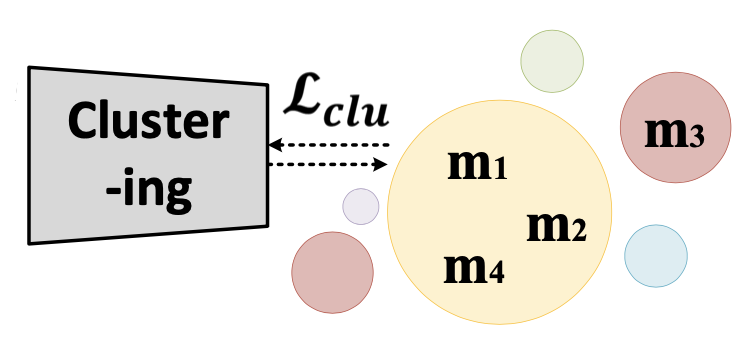 Cluster
-ing
ℒclu
m1
m2
m4
m3